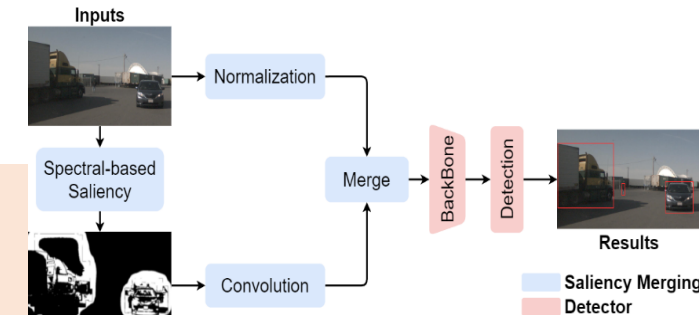 Inputs
Normalization
Spectral-based
Saliency
Merge
Convolution
BackBone
Detection
Results
Saliency Merging
Detector